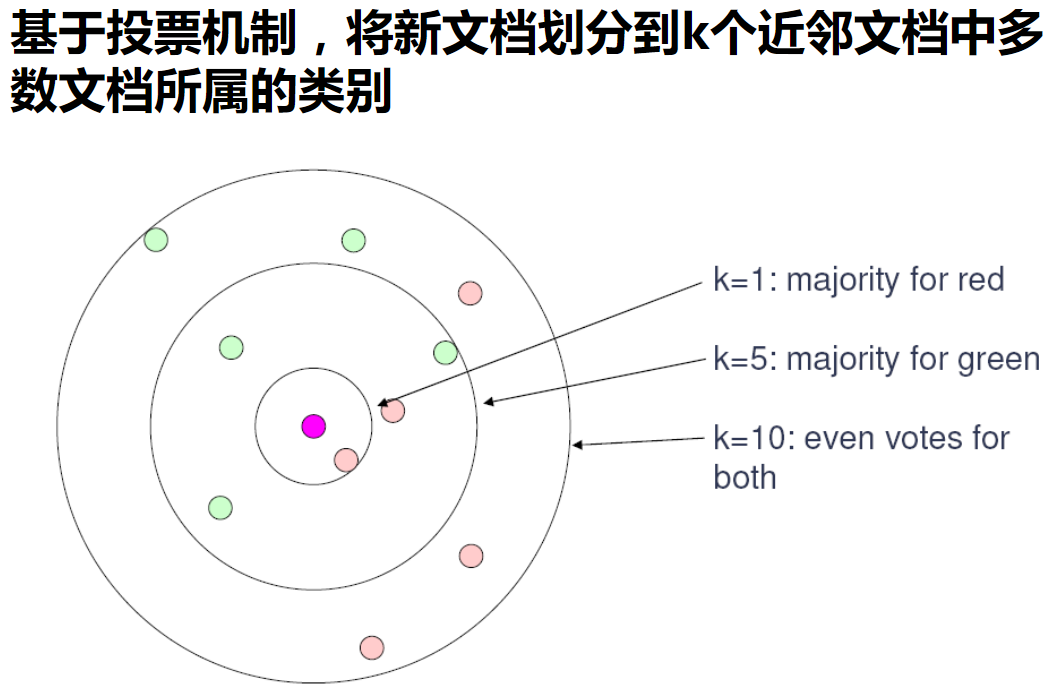 基于投票机制，将新文档划分到k个近邻文档中多
数文档所属的类别
k=1: majority for red
k=5: majority for green
k=10: even votes for
both